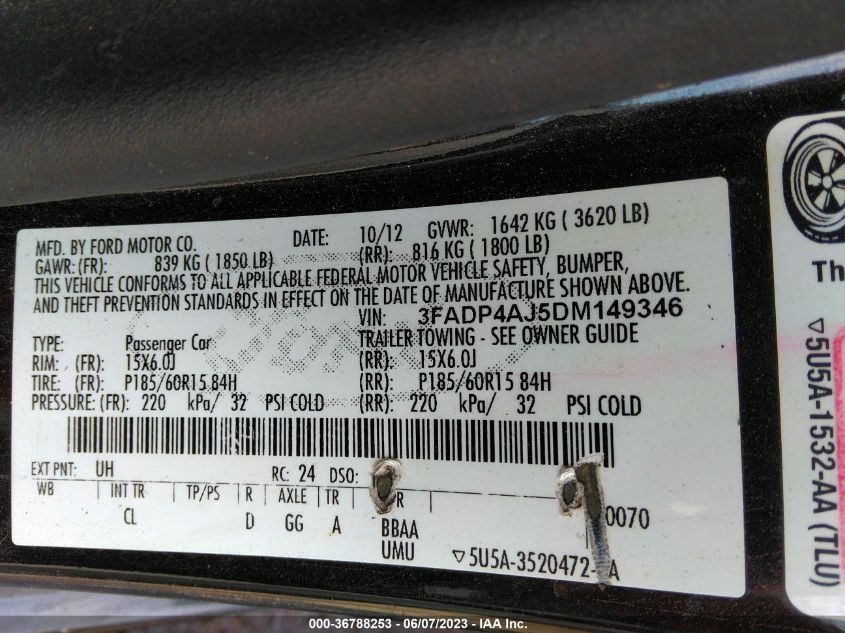 MFD. BY FORD MOTOR CO. DATE: 10/12 GVWR: 1642 KG ( 3620 LB)
GAWR: (FR): 839 KG ( 1850 LB) (RR): 816 KG ( 1800 LB)
THIS VEHICLE CONFORMS TO ALL APPLICABLE FEDERAL MOTOR VEHICLE SAFETY, BUMPER,
AND THEFT PREVENTION STANDARDS IN EFFECT ON THE DATE OF MANUFACTURE SHOWN ABOVE.
VIN: 3FADP4AJ5DM149346
TYPE: Passenger Car TRAILER TOWING - SEE OWNER GUIDE
RIM: (FR): 15X6.0J (RR): 15X6.0J
TIRE: (FR): P185/60R15 84H (RR): P185/60R15 84H
PRESSURE: (FR): 220 kPa/ 32 PSI COLD (RR): 220 kPa/ 32 PSI COLD
EXT PNT: UH RC: 24 DSO:
WB INT TR TP/PS R AXLE TR R
CL D GG A BBAA 0070
UMU ▽5U5A-3520472- A
Th
▽5U5A-1532-AA (TLU)
000-36788253 - 06/07/2023 - IAA Inc.